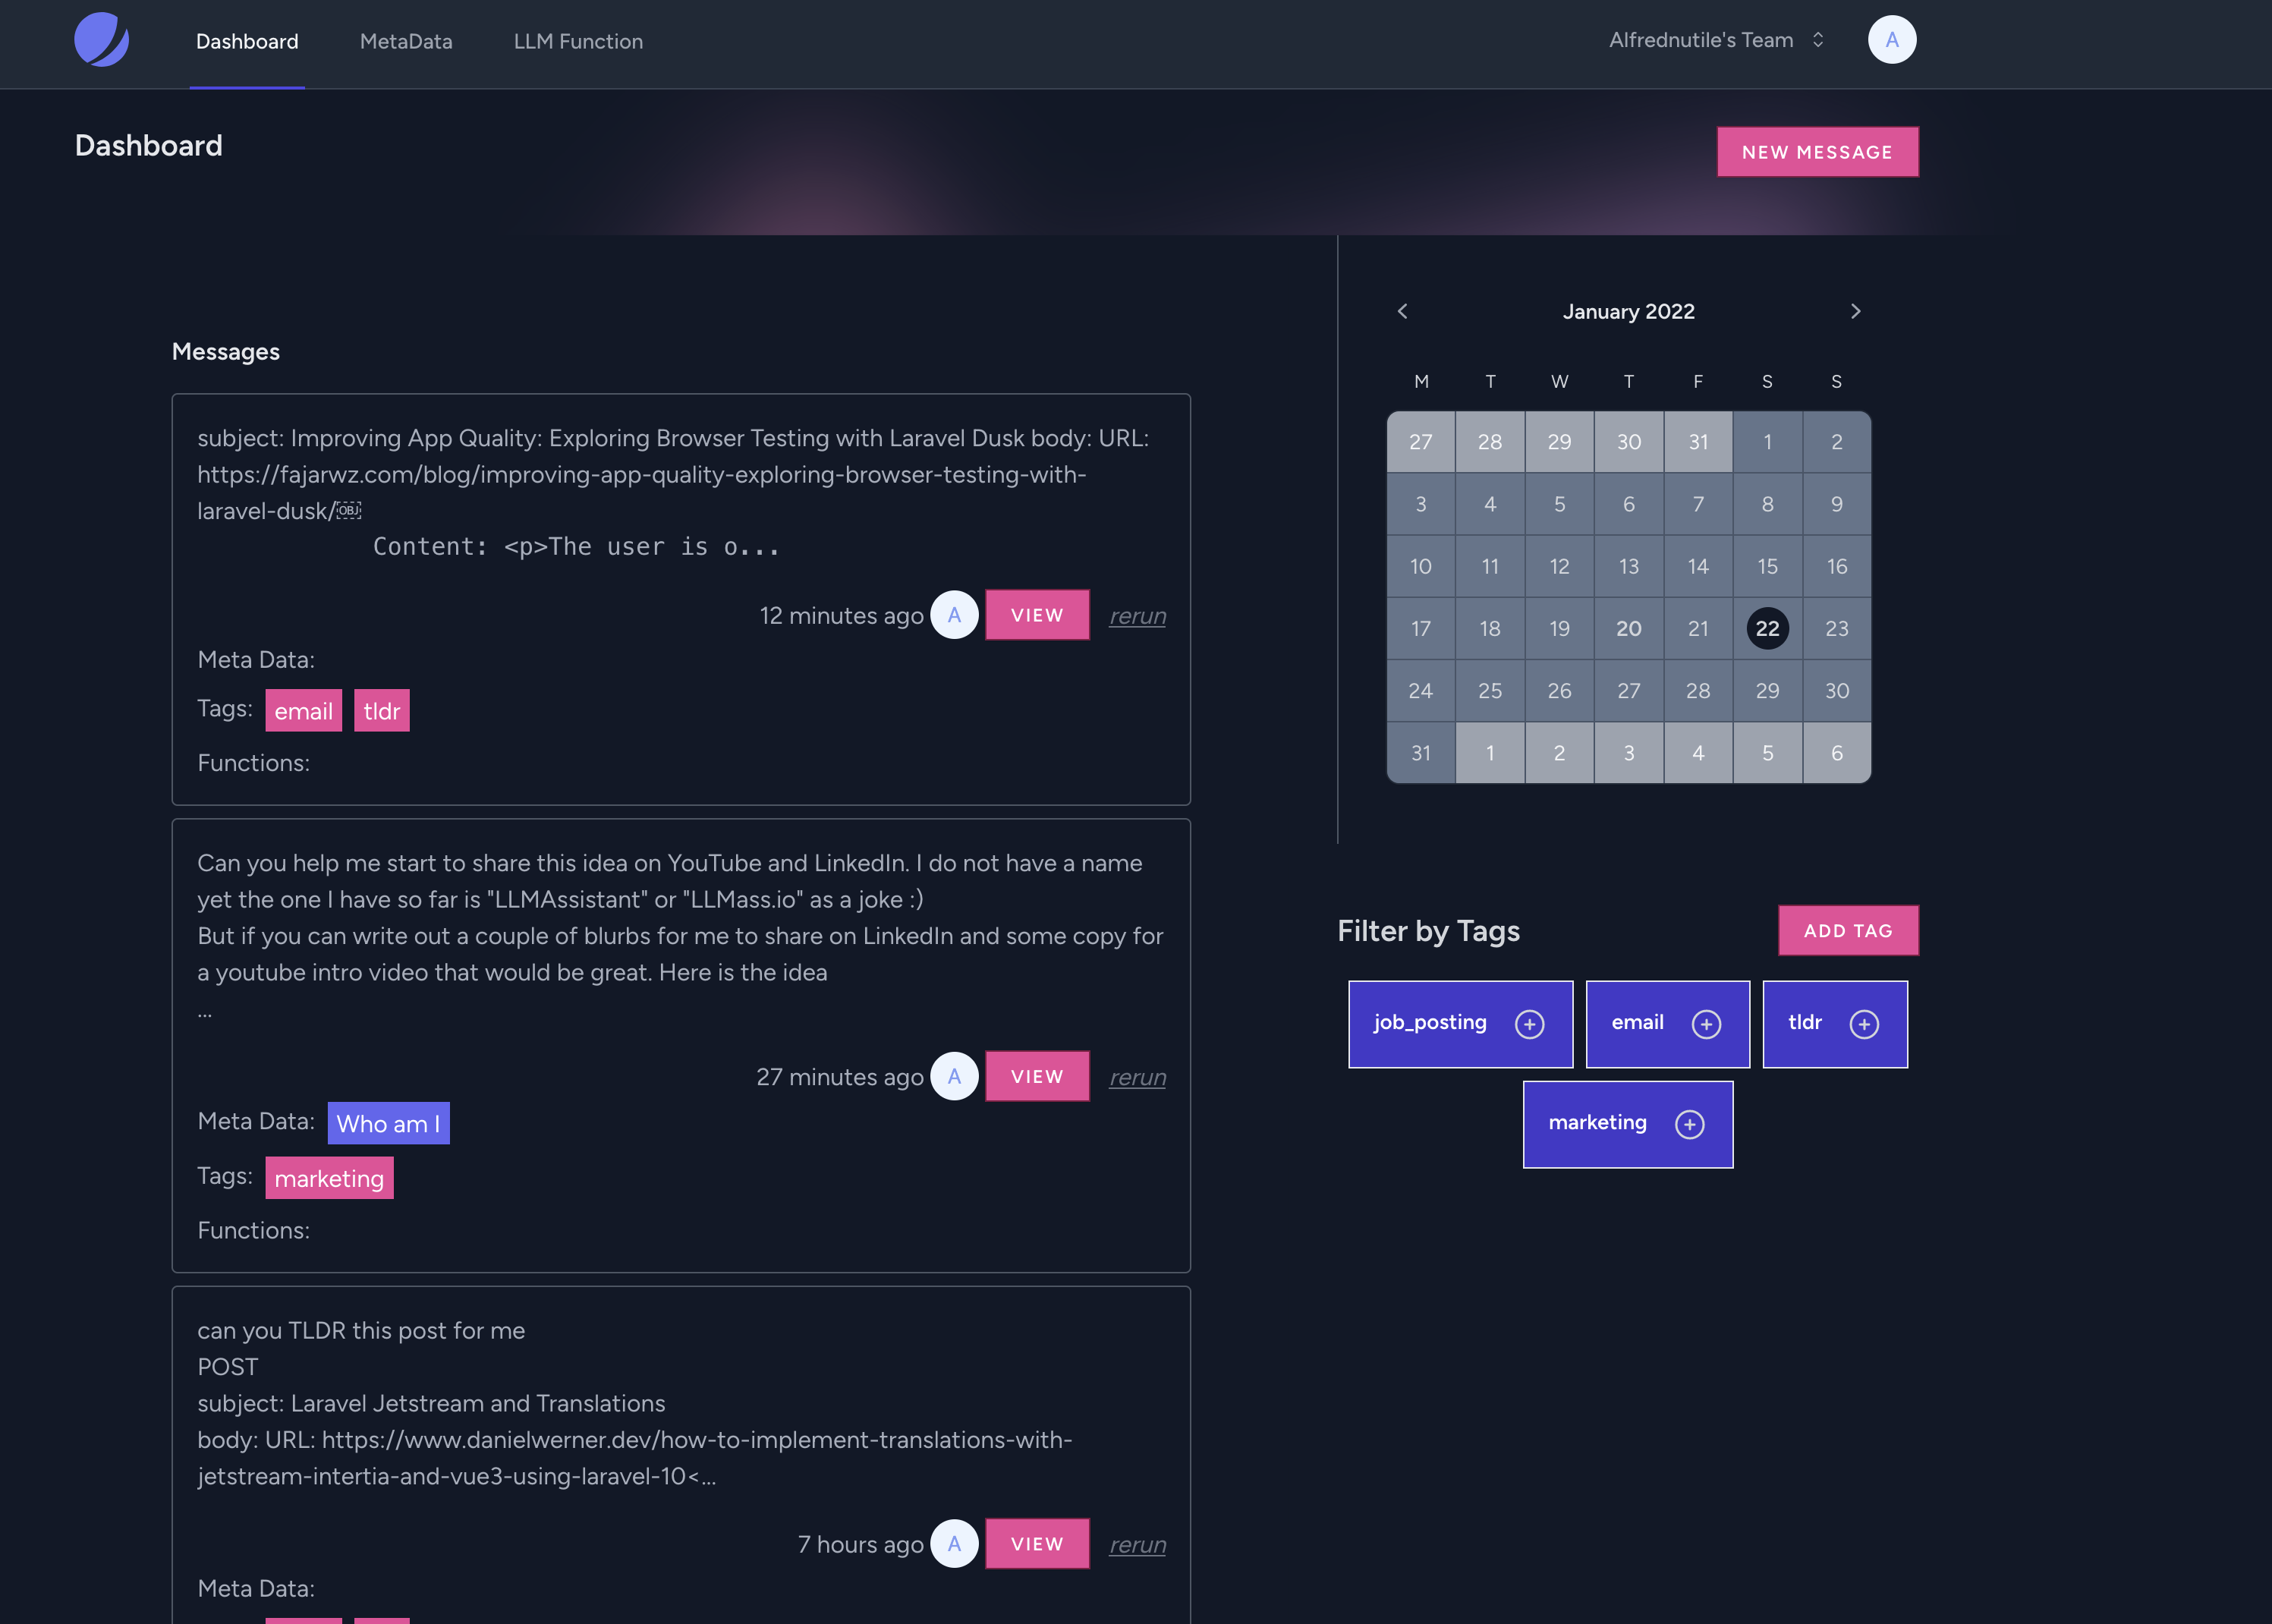 Dashboard
MetaData
LLM Function
Alfrednutile's Team
A
Dashboard
NEW MESSAGE
Messages
subject: Improving App Quality: Exploring Browser Testing with Laravel Dusk body: URL:
https://fajarwz.com/blog/improving-app-quality-exploring-browser-testing-with-
laravel-dusk/￼
Content: <p>The user is o...
12 minutes ago A VIEW rerun
Meta Data:
Tags: email tldr
Functions:
Can you help me start to share this idea on YouTube and LinkedIn. I do not have a name
yet the one I have so far is "LLMAssistant" or "LLMass.io" as a joke :)
But if you can write out a couple of blurbs for me to share on LinkedIn and some copy for
a youtube intro video that would be great. Here is the idea
...
27 minutes ago A VIEW rerun
Meta Data: Who am I
Tags: marketing
Functions:
can you TLDR this post for me
POST
subject: Laravel Jetstream and Translations
body: URL: https://www.danielwerner.dev/how-to-implement-translations-with-
jetstream-intertia-and-vue3-using-laravel-10<...
7 hours ago A VIEW rerun
Meta Data:
January 2022
M T W T F S S
27 28 29 30 31 1 2
3 4 5 6 7 8 9
10 11 12 13 14 15 16
17 18 19 20 21 22 23
24 25 26 27 28 29 30
31 1 2 3 4 5 6
Filter by Tags
ADD TAG
job_posting
email
tldr
marketing